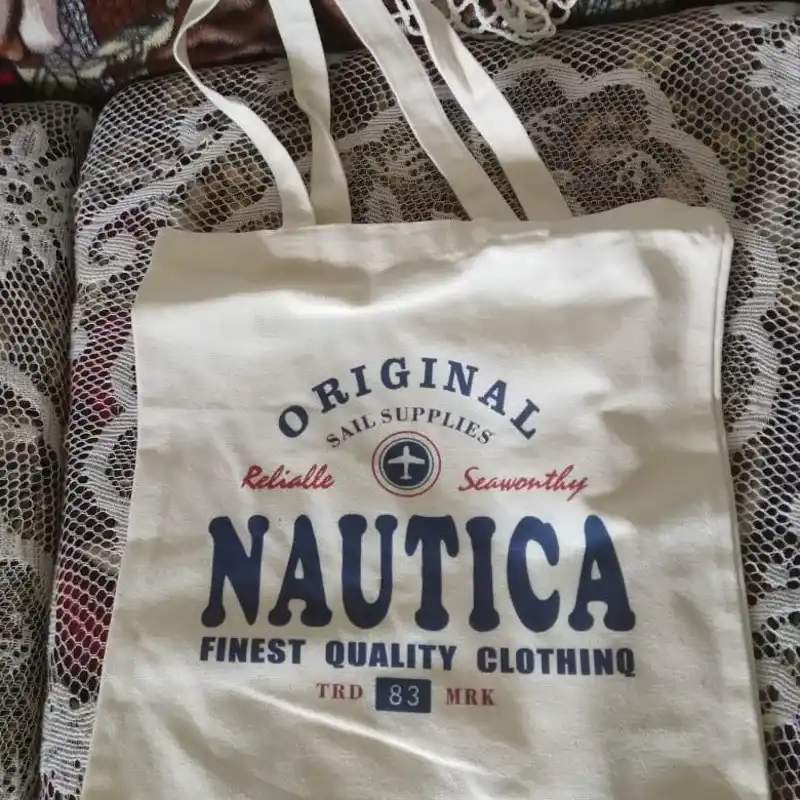 ORIGINAL
SAIL SUPPLIES
Relialle Seawonthy
NAUTICA
FINEST QUALITY CLOTHINQ
TRD 83 MRK